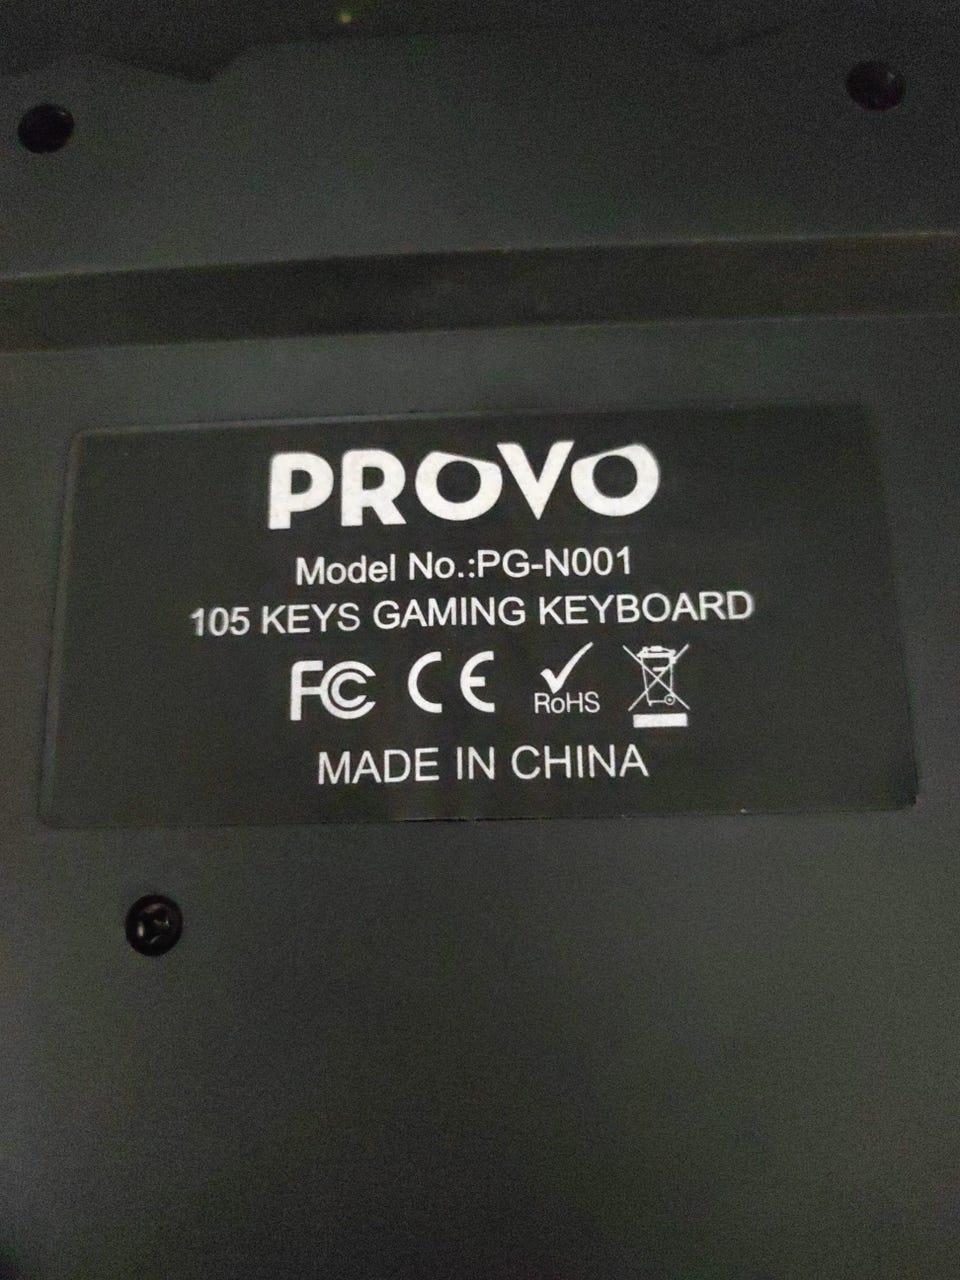 PROVO
Model No.:PG-N001
105 KEYS GAMING KEYBOARD
FC CE RoHS
MADE IN CHINA